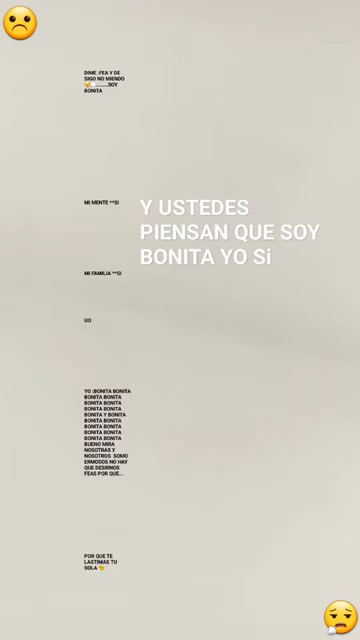 DIME :FEA Y DE
SIGO NO MIENDO
..........SOY
BONITA
MI MENTE **SI
Y USTEDES
PIENSAN QUE SOY
BONITA YO Si
MI FAMILIA **SI
UO
YO :BONITA BONITA
BONITA BONITA
BONITA BONITA
BONITA BONITA
BONITA Y BONITA
BONITA BONITA
BONITA BONITA
BONITA BONITA
BONITA BONITA
BUENO MIRA
NOSOTRAS Y
NOSOTROS SOMO
ERMOSOS NO HAY
QUE DESIRNOS
FEAS POR QUE...
POR QUE TE
LASTIMAS TU
SOLA